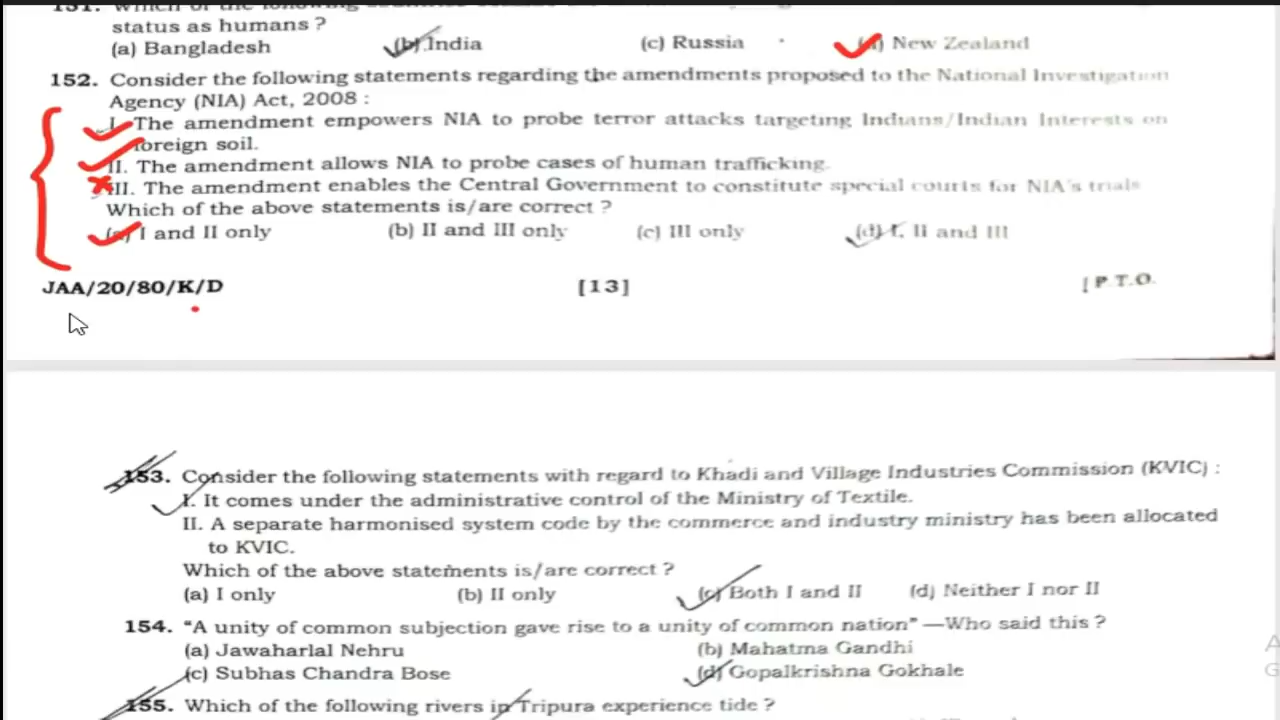 151. Which of the following
status as humans ?
(a) Bangladesh (b) India (c) Russia New Zealand
152. Consider the following statements regarding the amendments proposed to the National Investigation
Agency (NIA) Act, 2008 :
I. The amendment empowers NIA to probe terror attacks targeting Indians/Indian Interests on
foreign soil.
II. The amendment allows NIA to probe cases of human trafficking.
III. The amendment enables the Central Government to constitute special courts for NIA's trials
Which of the above statements is/are correct ?
(a) I and II only (b) II and III only (c) III only (d) I, II and III
JAA/20/80/K/D [13] [ P.T.O.
153. Consider the following statements with regard to Khadi and Village Industries Commission (KVIC) :
I. It comes under the administrative control of the Ministry of Textile.
II. A separate harmonised system code by the commerce and industry ministry has been allocated
to KVIC.
Which of the above statements is/are correct ?
(a) I only (b) II only (c) Both I and II (d) Neither I nor II
154. "A unity of common subjection gave rise to a unity of common nation" —Who said this ?
(a) Jawaharlal Nehru (b) Mahatma Gandhi
(c) Subhas Chandra Bose (d) Gopalkrishna Gokhale
155. Which of the following rivers in Tripura experience tide ?